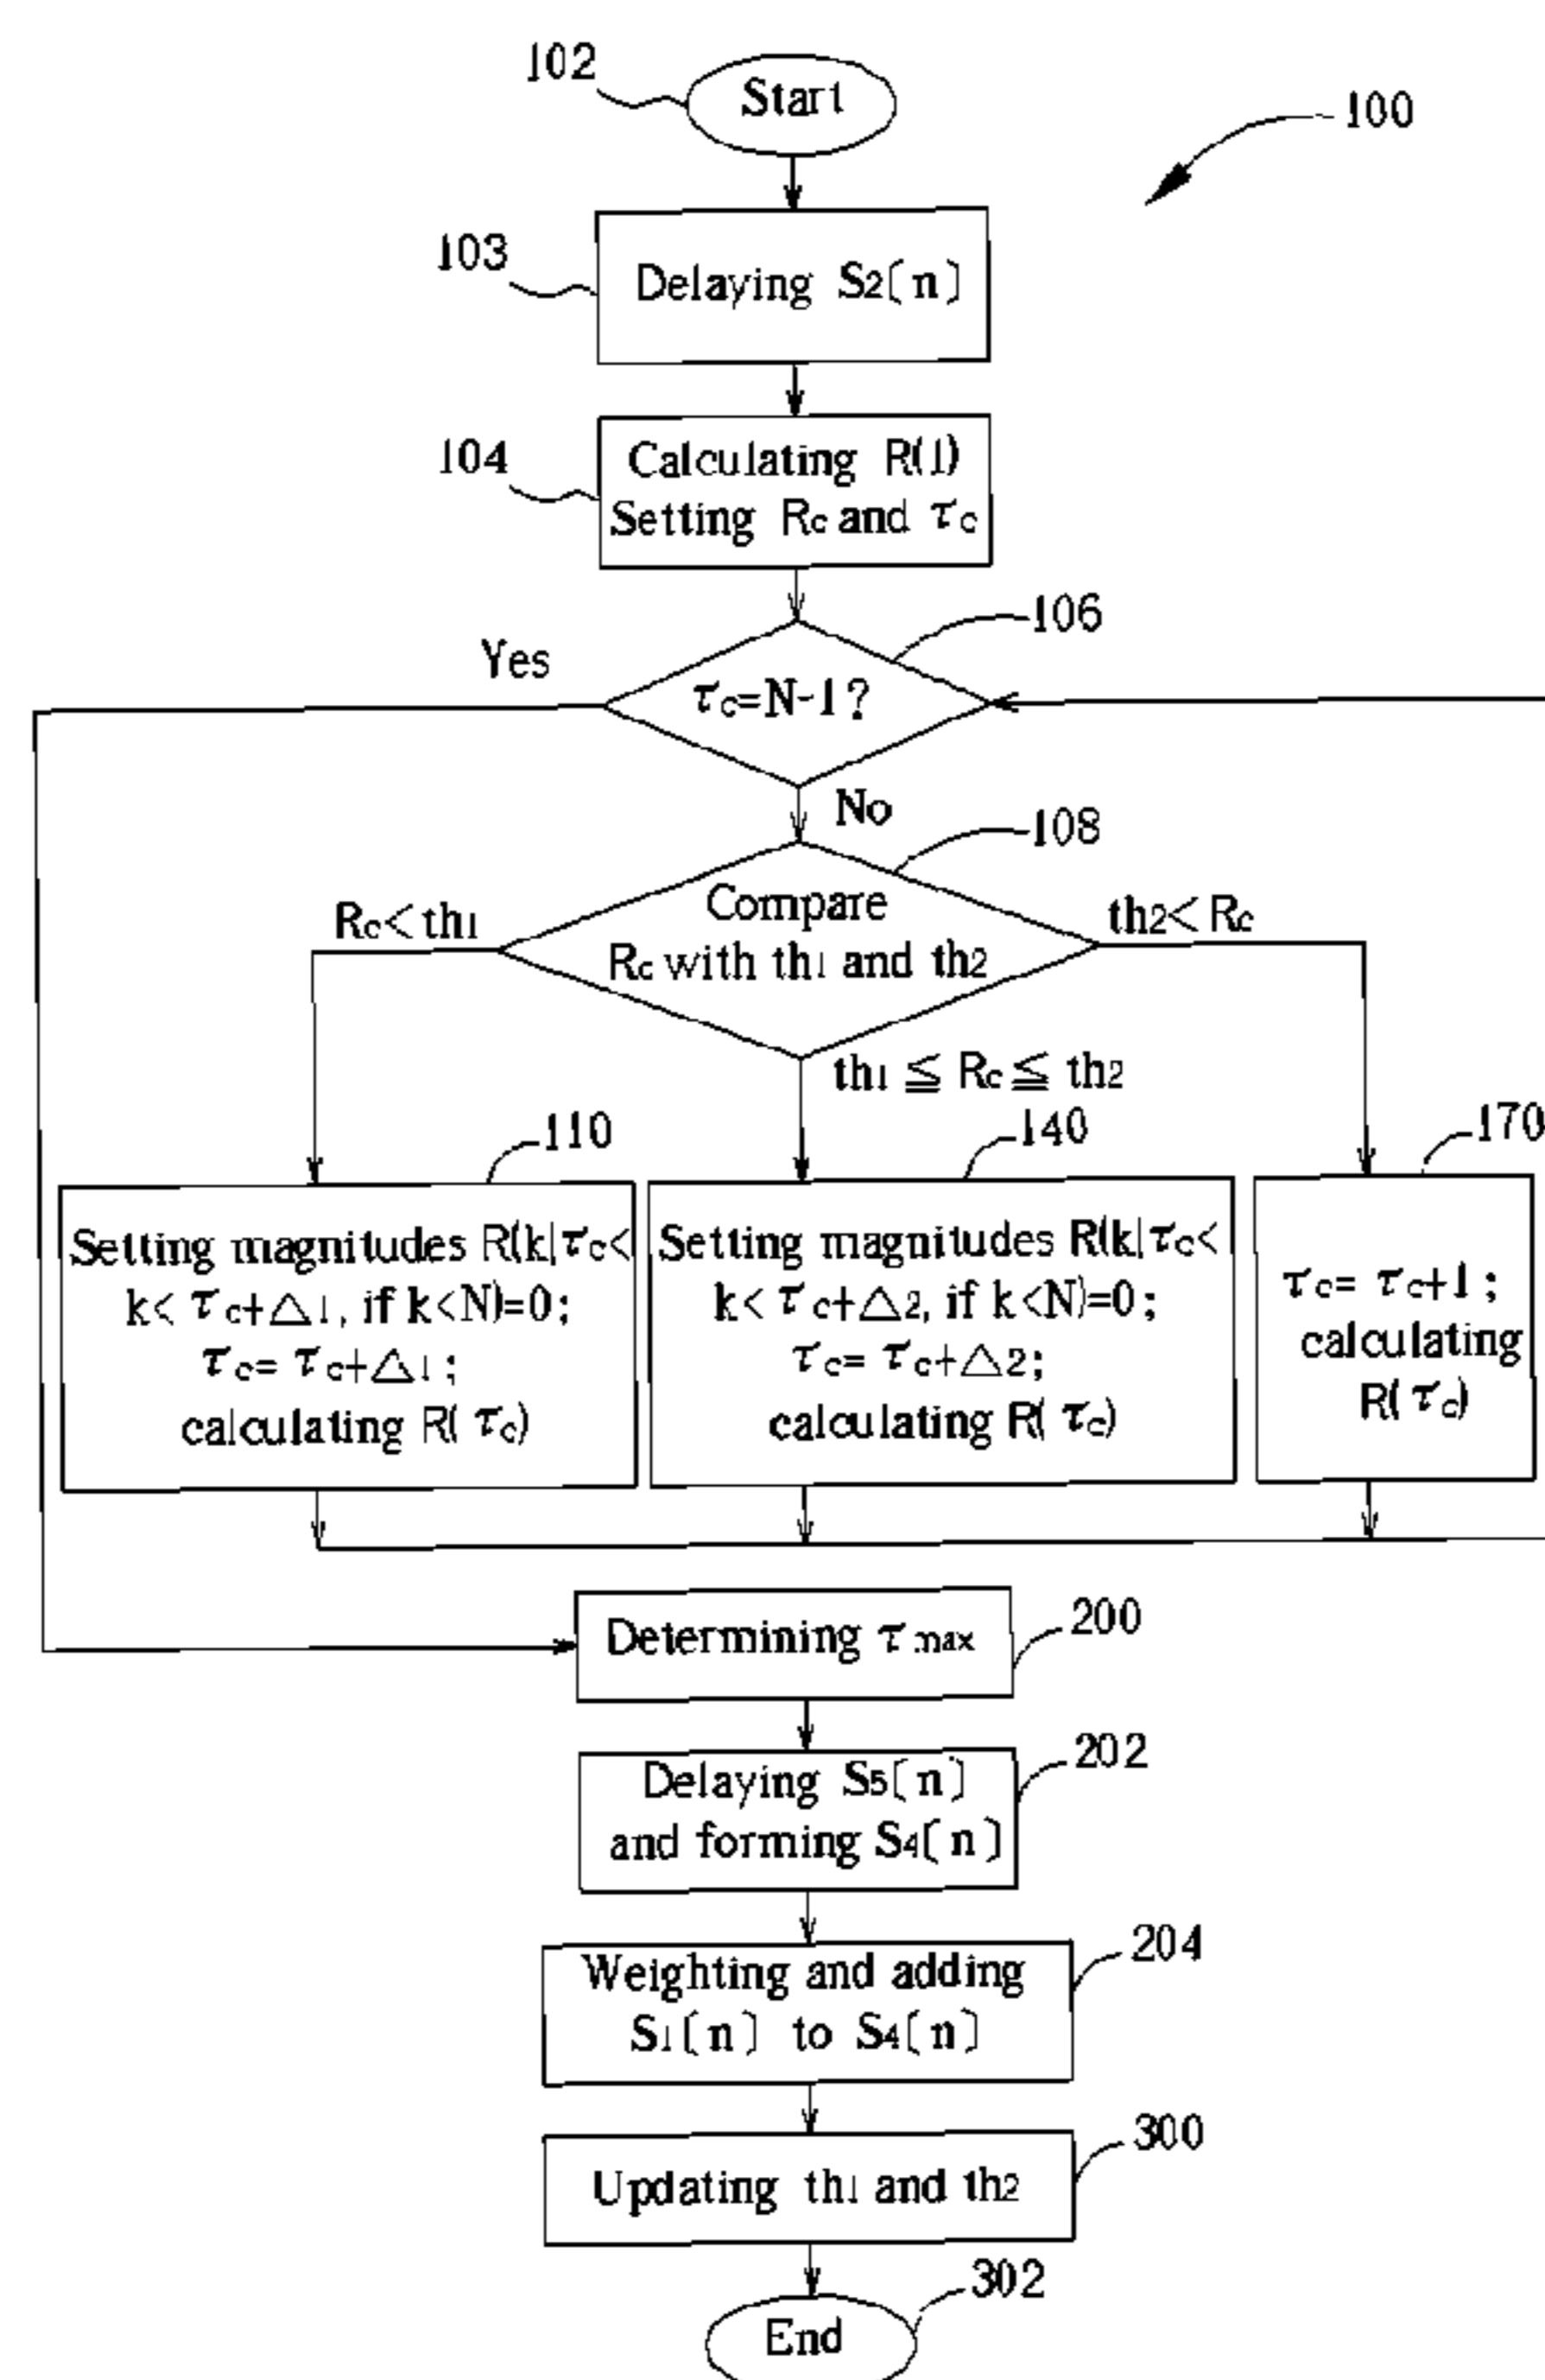 102
Start
100
103
Delaying S2[n]
104
Calculating R(1)
Setting Rc and τc
106
Yes
τc=N-1?
No
108
Rc<th1
Compare
Rc with th1 and th2
th2<Rc
th1 ≦ Rc ≦ th2
110
140
170
Setting magnitudes R(k|τc<
k< τc+△1, if k<N)=0;
τc= τc+△1;
calculating R( τc)
Setting magnitudes R(k|τc<
k< τc+△2, if k<N)=0;
τc= τc+△2;
calculating R( τc)
τc= τc+1;
calculating
R( τc)
Determining τmax
200
202
Delaying S5[n]
and forming S4[n]
204
Weighting and adding
S1[n] to S4[n]
300
Updating th1 and th2
302
End